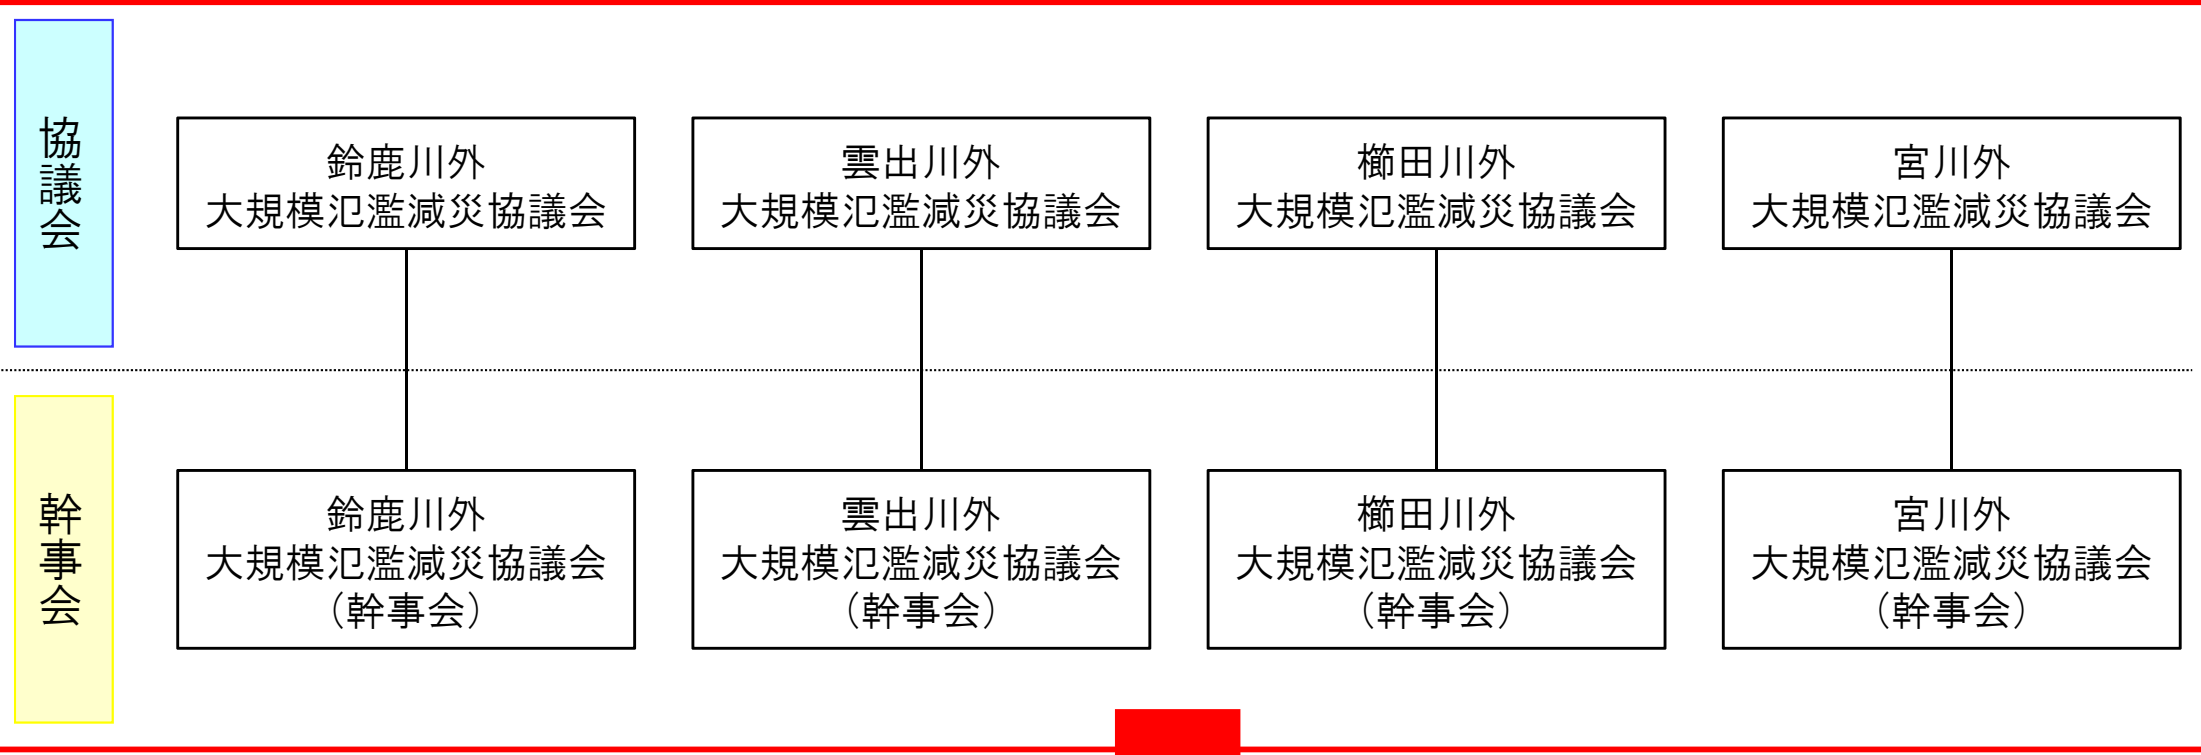 協議会
鈴鹿川外
大規模氾濫減災協議会
雲出川外
大規模氾濫減災協議会
櫛田川外
大規模氾濫減災協議会
宮川外
大規模氾濫減災協議会
幹事会
鈴鹿川外
大規模氾濫減災協議会
（幹事会）
雲出川外
大規模氾濫減災協議会
（幹事会）
櫛田川外
大規模氾濫減災協議会
（幹事会）
宮川外
大規模氾濫減災協議会
（幹事会）